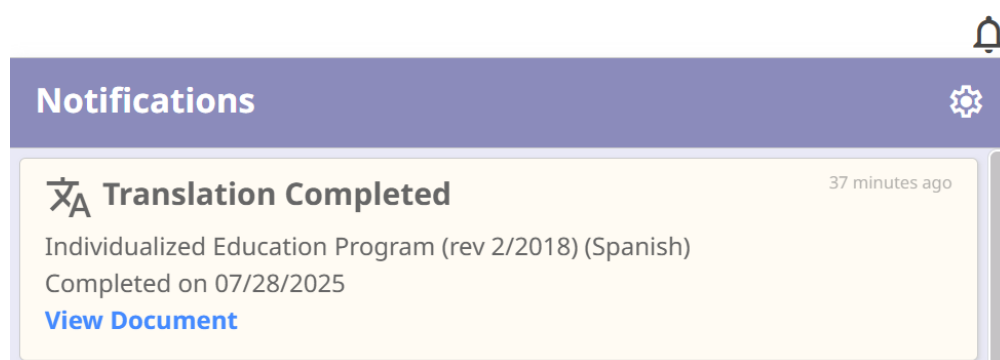 Notifications
Translation Completed
37 minutes ago
Individualized Education Program (rev 2/2018) (Spanish)
Completed on 07/28/2025
View Document